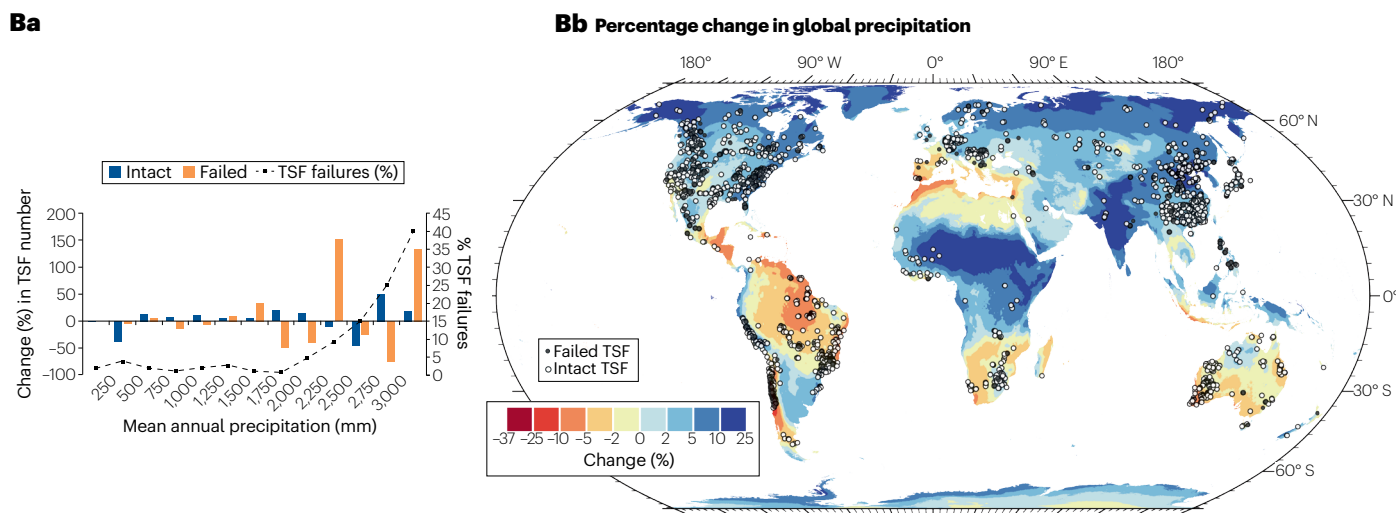 Ba
Bb Percentage change in global precipitation
180° 90° W 0° 90° E 180°
60° N
30° N
0°
30° S
60° S
Intact Failed TSF failures (%)
Change (%) in TSF number
200
150
100
50
0
−50
−100
45
40
35
30
25
20
15
10
5
0
% TSF failures
250 500 750 1,000 1,250 1,500 1,750 2,000 2,250 2,500 2,750 3,000
Mean annual precipitation (mm)
Failed TSF
Intact TSF
−37 −25 −10 −5 −2 0 2 5 10 25
Change (%)